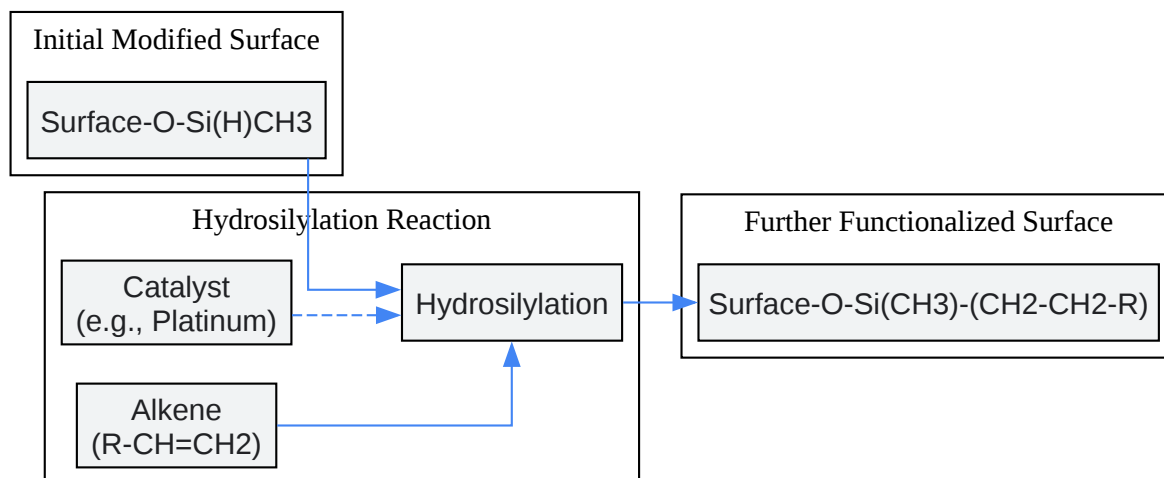 Initial Modified Surface
Surface-O-Si(H)CH3
Hydrosilylation Reaction
Catalyst
(e.g., Platinum)
Hydrosilylation
Alkene
(R-CH=CH2)
Further Functionalized Surface
Surface-O-Si(CH3)-(CH2-CH2-R)